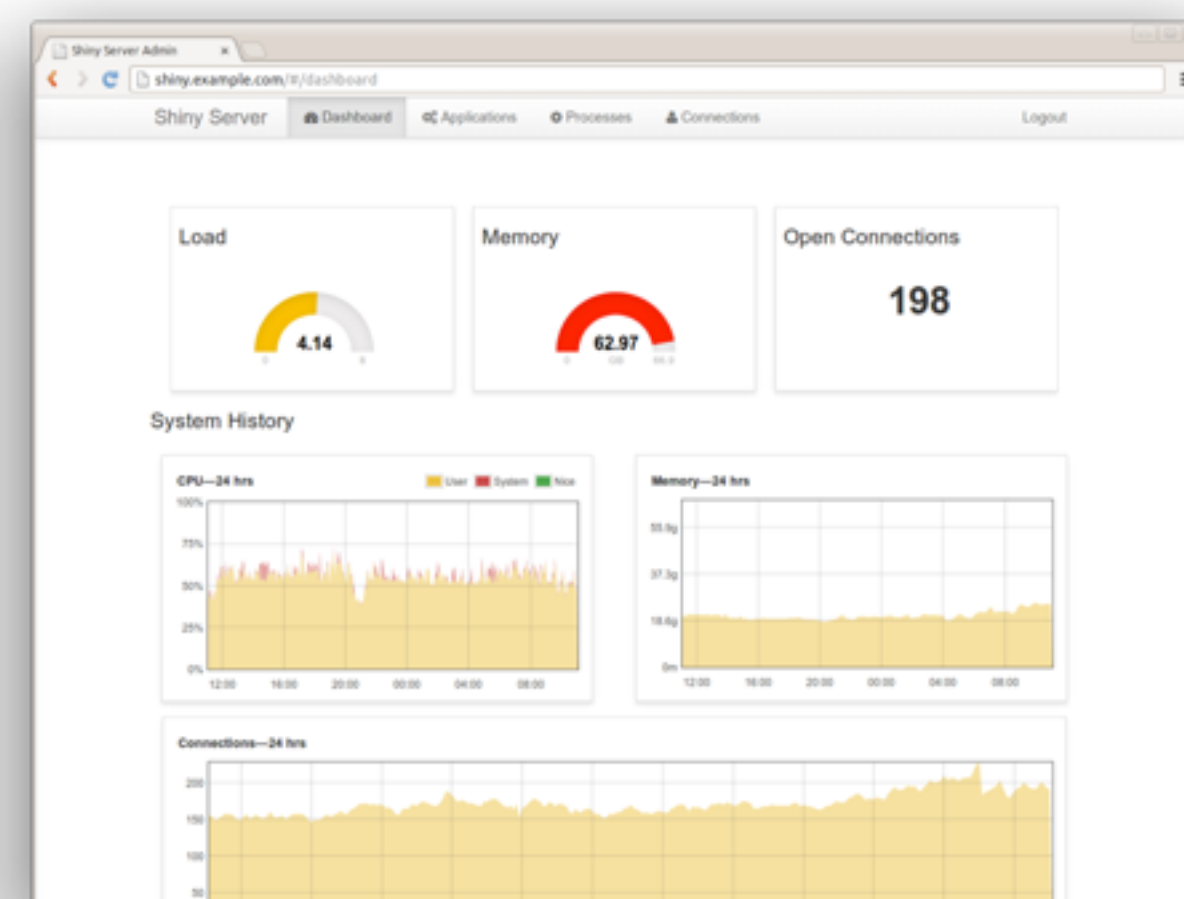 Shiny Server Admin
shiny.example.com/#/dashboard
Shiny Server Dashboard Applications Processes Connections Logout
Load
4.14
0
Memory
62.97
0 GB
Open Connections
198
System History
CPU—24 hrs
User System Nice
100%
75%
50%
25%
0%
12:00 16:00 20:00 00:00 04:00 08:00
Memory—24 hrs
55.9g
37.3g
18.6g
0m
12:00 16:00 20:00 00:00 04:00 08:00
Connections—24 hrs
200
150
100
50